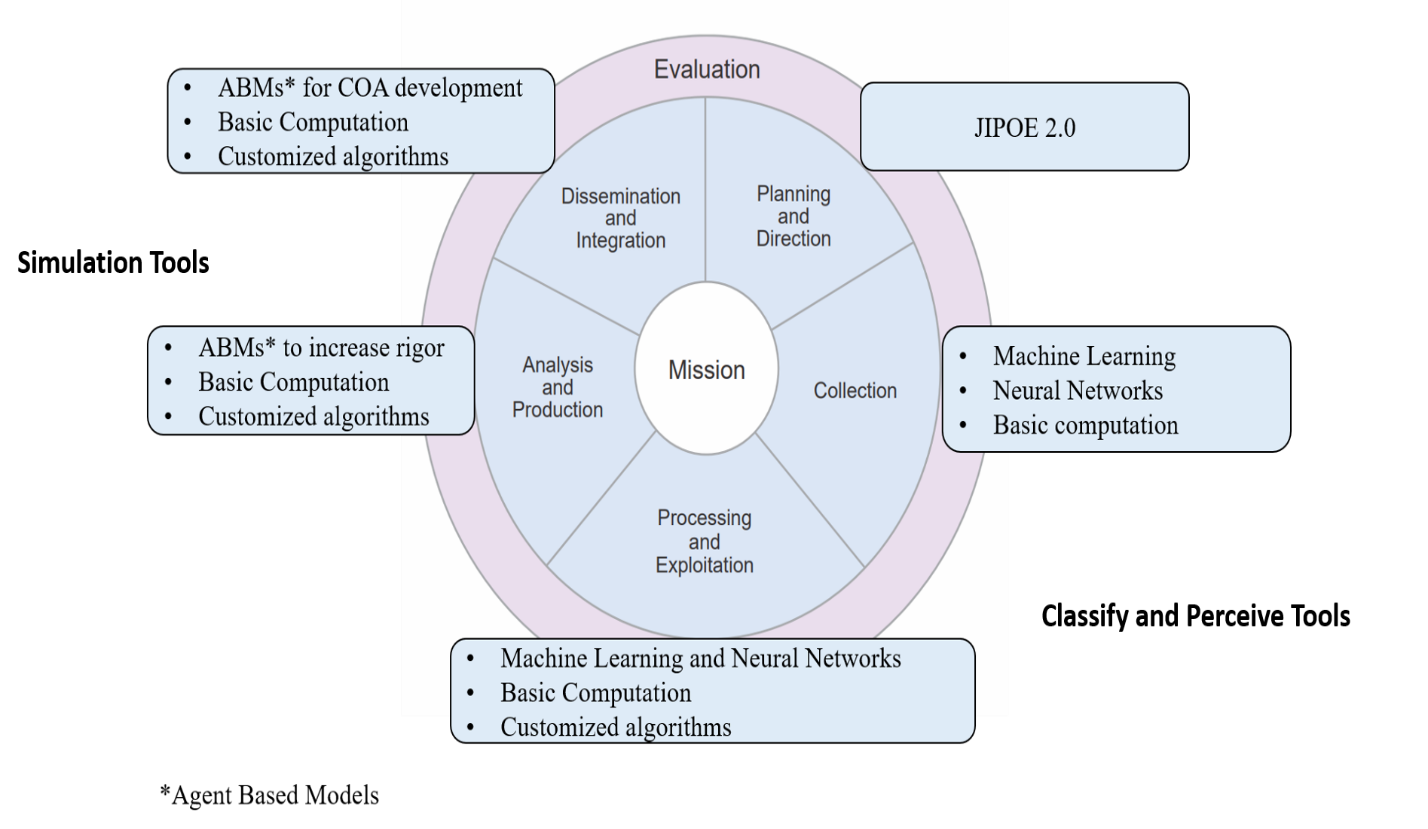 Evaluation
• ABMs* for COA development
• Basic Computation
• Customized algorithms
JIPOE 2.0
Dissemination
and
Integration
Planning
and
Direction
Simulation Tools
• ABMs* to increase rigor
• Basic Computation
• Customized algorithms
Analysis
and
Production
Mission
Collection
• Machine Learning
• Neural Networks
• Basic computation
Processing
and
Exploitation
Classify and Perceive Tools
• Machine Learning and Neural Networks
• Basic Computation
• Customized algorithms
*Agent Based Models